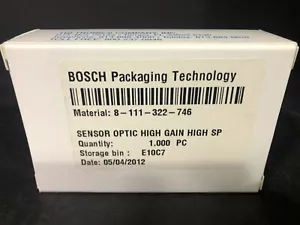 BOSCH Packaging Technology
Material: 8-111-322-746
SENSOR OPTIC HIGH GAIN HIGH SP
Quantity: 1.000 PC
Storage bin : E10C7
Date: 05/04/2012